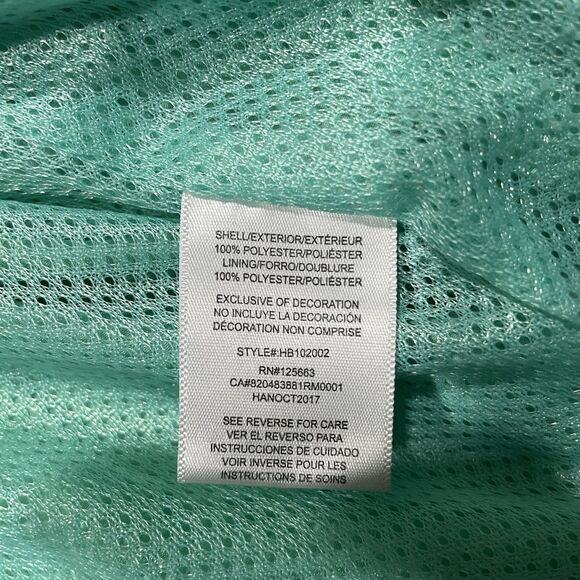 SHELL/EXTERIOR/EXTÉRIEUR
100% POLYESTER/POLIÉSTER
LINING/FORRO/DOUBLURE
100% POLYESTER/POLIÉSTER
EXCLUSIVE OF DECORATION
NO INCLUYE LA DECORACIÓN
DÉCORATION NON COMPRISE
STYLE#:HB102002
RN#125663
CA#820483881RM0001
HANOCT2017
SEE REVERSE FOR CARE
VER EL REVERSO PARA
INSTRUCCIONES DE CUIDADO
VOIR INVERSE POUR LES
INSTRUCTIONS DE SOINS